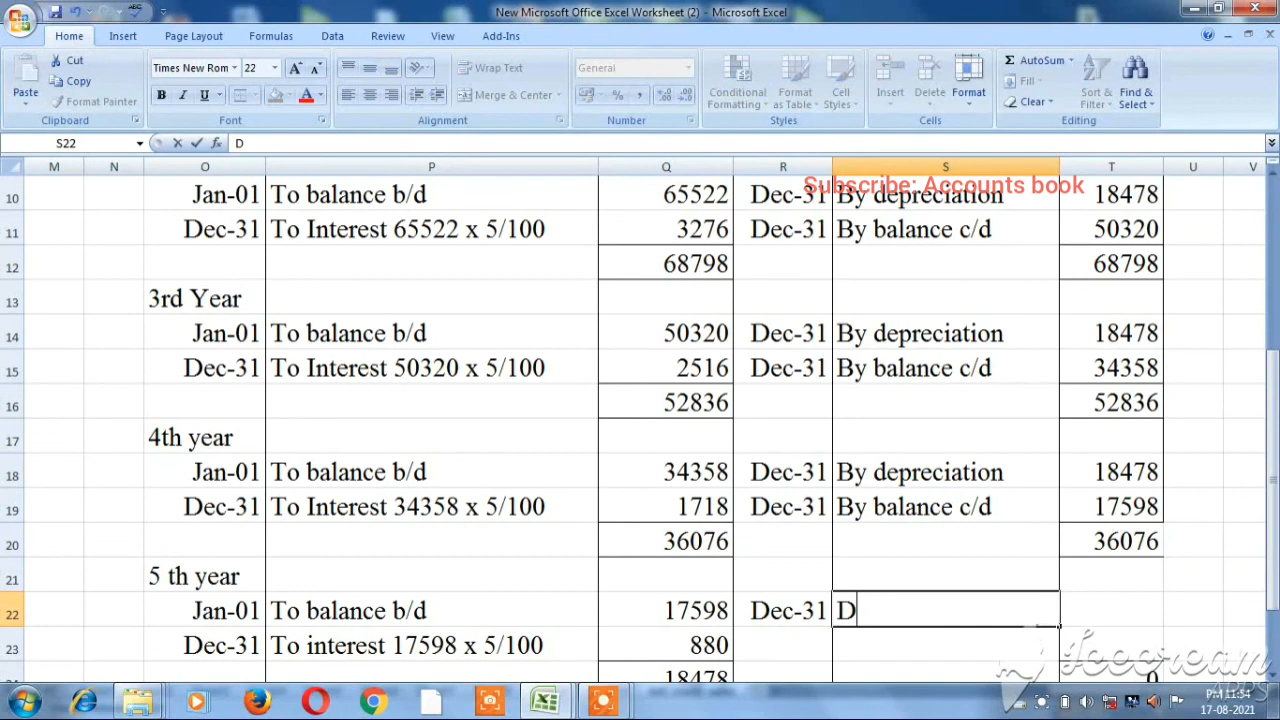 New Microsoft Office Excel Worksheet (2) - Microsoft Excel
Home Insert Page Layout Formulas Data Review View Add-Ins
Cut
Copy
Format Painter
Paste
Clipboard
Times New Rom 22
B I U
Font
Wrap Text
Merge & Center
Alignment
General
Number
Conditional Formatting
Format as Table
Cell Styles
Styles
Insert Delete Format
Cells
AutoSum
Fill
Clear
Sort & Filter
Find & Select
Editing
S22 fx D
M N O P Q R S T U V
Subscribe: Accounts book
10 Jan-01 To balance b/d 65522 Dec-31 By depreciation 18478
11 Dec-31 To Interest 65522 x 5/100 3276 Dec-31 By balance c/d 50320
12 68798 68798
13 3rd Year
14 Jan-01 To balance b/d 50320 Dec-31 By depreciation 18478
15 Dec-31 To Interest 50320 x 5/100 2516 Dec-31 By balance c/d 34358
16 52836 52836
17 4th year
18 Jan-01 To balance b/d 34358 Dec-31 By depreciation 18478
19 Dec-31 To Interest 34358 x 5/100 1718 Dec-31 By balance c/d 17598
20 36076 36076
21 5 th year
22 Jan-01 To balance b/d 17598 Dec-31 D
23 Dec-31 To interest 17598 x 5/100 880
18478 0
Icecream
APPS
PM 11:54
17-08-2021